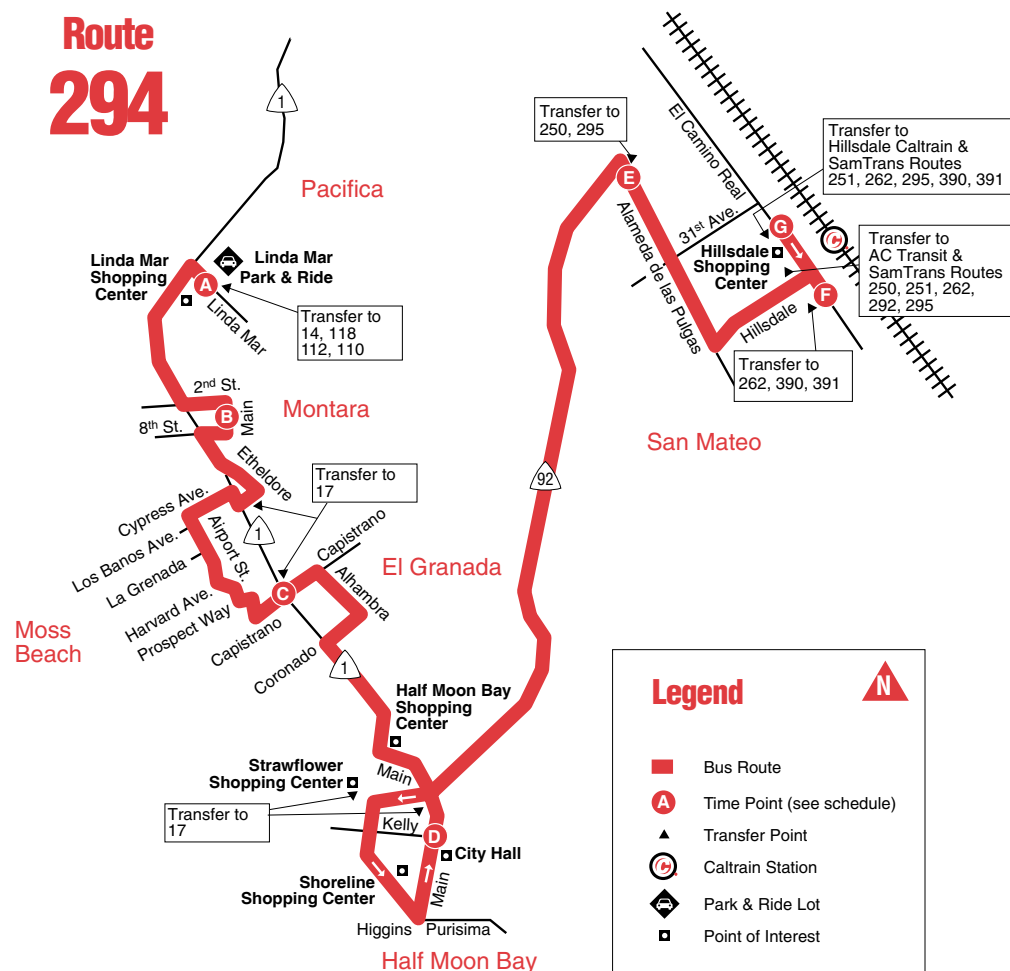 Route
294
1
Pacifica
Linda Mar
Shopping
Center
Linda Mar
Park & Ride
A
Linda Mar
Transfer to
14, 118
112, 110
2nd St.
Montara
B
Main
8th St.
Etheldore
Transfer to
17
Cypress Ave.
1
Los Banos Ave.
Airport St.
La Grenada
Capistrano
El Granada
Alhambra
C
Harvard Ave.
Prospect Way
Moss
Beach
Capistrano
Coronado
1
Half Moon Bay
Shopping
Center
Main
Strawflower
Shopping Center
Transfer to
17
Kelly
D
City Hall
Shoreline
Shopping Center
Main
Higgins
Purisima
Half Moon Bay
92
San Mateo
Transfer to
250, 295
E
Alameda de las Pulgas
31st Ave.
El Camino Real
Transfer to
Hillsdale Caltrain &
SamTrans Routes
251, 262, 295, 390, 391
G
C
Hillsdale
Shopping
Center
Transfer to
AC Transit &
SamTrans Routes
250, 251, 262,
292, 295
F
Hillsdale
Transfer to
262, 390, 391
Legend
N
Bus Route
A
Time Point (see schedule)
Transfer Point
C
Caltrain Station
Park & Ride Lot
Point of Interest